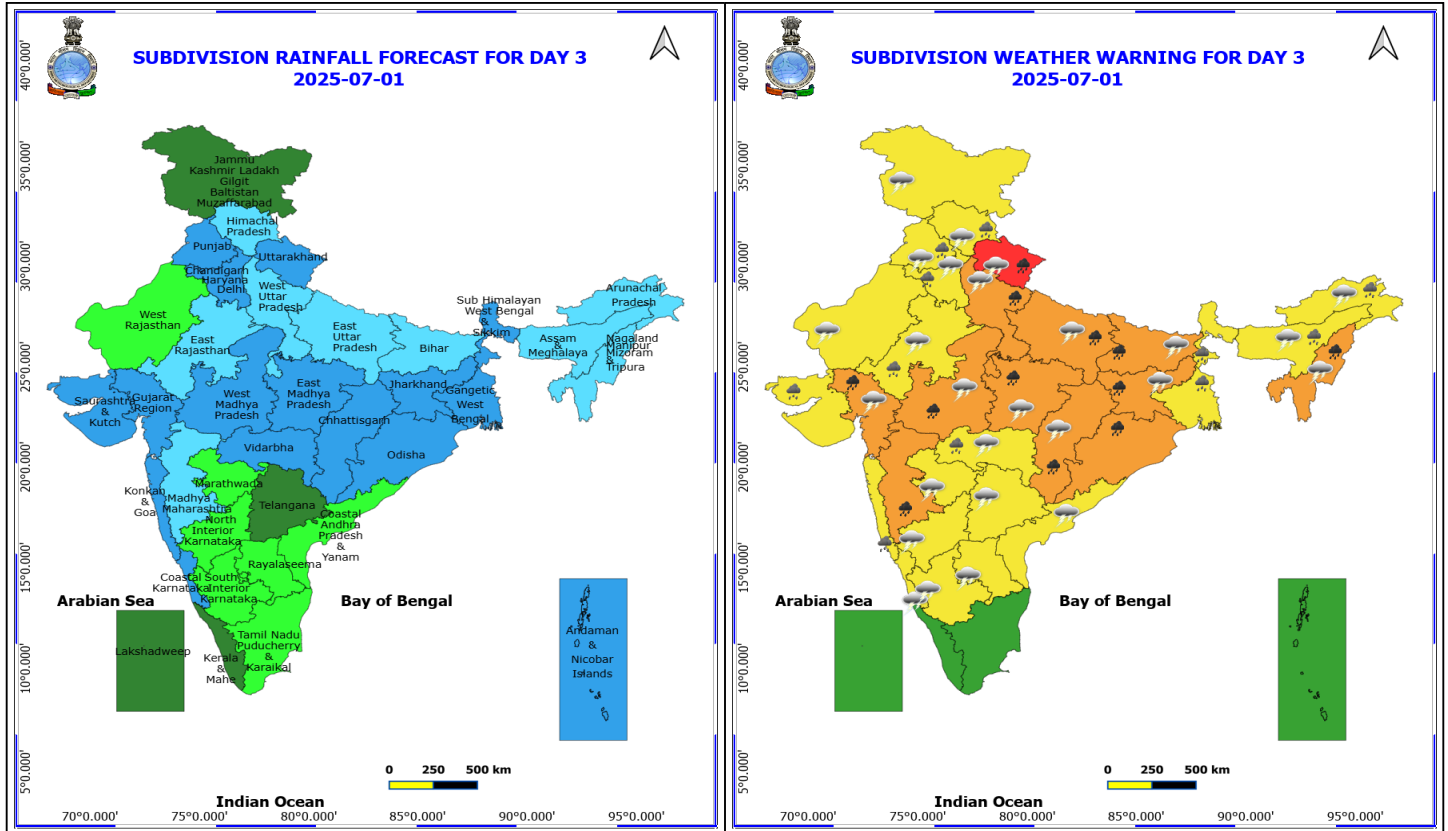 SUBDIVISION RAINFALL FORECAST FOR DAY 3
2025-07-01
40°0.000'
35°0.000'
30°0.000'
25°0.000'
20°0.000'
15°0.000'
10°0.000'
5°0.000'
Jammu
Kashmir Ladakh
Gilgit
Baltistan
Muzaffarabad
Himachal
Pradesh
Punjab
Uttarakhand
Chandigarh
Haryana
Delhi
West
Uttar
Pradesh
West
Rajasthan
East
Rajasthan
East
Uttar
Pradesh
Bihar
Sub Himalayan
West Bengal
&
Sikkim
Arunachal
Pradesh
Assam
&
Meghalaya
Nagaland
Manipur
Mizoram
&
Tripura
Saurashtra
&
Kutch
Gujarat
Region
West
Madhya
Pradesh
East
Madhya
Pradesh
Jharkhand
Gangetic
West
Bengal
Chhattisgarh
Odisha
Vidarbha
Konkan
&
Goa
Madhya
Maharashtra
Marathwada
Telangana
North
Interior
Karnataka
Coastal
Andhra
Pradesh
&
Yanam
Rayalaseema
Coastal
Karnataka
South
Interior
Karnataka
Tamil Nadu
Puducherry
&
Karaikal
Kerala
&
Mahe
Lakshadweep
Andaman
&
Nicobar
Islands
Arabian Sea
Bay of Bengal
Indian Ocean
0 250 500 km
70°0.000' 75°0.000' 80°0.000' 85°0.000' 90°0.000' 95°0.000'
SUBDIVISION WEATHER WARNING FOR DAY 3
2025-07-01
40°0.000'
35°0.000'
30°0.000'
25°0.000'
20°0.000'
15°0.000'
10°0.000'
5°0.000'
Arabian Sea
Bay of Bengal
Indian Ocean
0 250 500 km
70°0.000' 75°0.000' 80°0.000' 85°0.000' 90°0.000' 95°0.000'